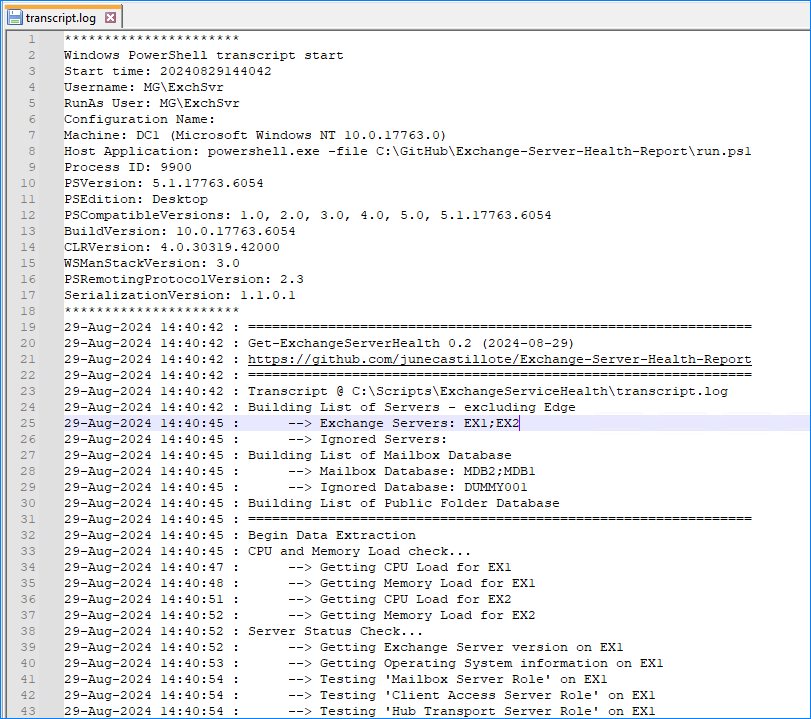 transcript.log
1 **********************
2 Windows PowerShell transcript start
3 Start time: 20240829144042
4 Username: MG\ExchSvr
5 RunAs User: MG\ExchSvr
6 Configuration Name:
7 Machine: DC1 (Microsoft Windows NT 10.0.17763.0)
8 Host Application: powershell.exe -file C:\GitHub\Exchange-Server-Health-Report\run.ps1
9 Process ID: 9900
10 PSVersion: 5.1.17763.6054
11 PSEdition: Desktop
12 PSCompatibleVersions: 1.0, 2.0, 3.0, 4.0, 5.0, 5.1.17763.6054
13 BuildVersion: 10.0.17763.6054
14 CLRVersion: 4.0.30319.42000
15 WSManStackVersion: 3.0
16 PSRemotingProtocolVersion: 2.3
17 SerializationVersion: 1.1.0.1
18 **********************
19 29-Aug-2024 14:40:42 : ===============================================================
20 29-Aug-2024 14:40:42 : Get-ExchangeServerHealth 0.2 (2024-08-29)
21 29-Aug-2024 14:40:42 : https://github.com/junecastillote/Exchange-Server-Health-Report
22 29-Aug-2024 14:40:42 : ===============================================================
23 29-Aug-2024 14:40:42 : Transcript @ C:\Scripts\ExchangeServiceHealth\transcript.log
24 29-Aug-2024 14:40:42 : Building List of Servers - excluding Edge
25 29-Aug-2024 14:40:45 :      --> Exchange Servers: EX1;EX2
26 29-Aug-2024 14:40:45 :      --> Ignored Servers:
27 29-Aug-2024 14:40:45 : Building List of Mailbox Database
28 29-Aug-2024 14:40:45 :      --> Mailbox Database: MDB2;MDB1
29 29-Aug-2024 14:40:45 :      --> Ignored Database: DUMMY001
30 29-Aug-2024 14:40:45 : Building List of Public Folder Database
31 29-Aug-2024 14:40:45 : ===============================================================
32 29-Aug-2024 14:40:45 : Begin Data Extraction
33 29-Aug-2024 14:40:45 : CPU and Memory Load check...
34 29-Aug-2024 14:40:47 :      --> Getting CPU Load for EX1
35 29-Aug-2024 14:40:48 :      --> Getting Memory Load for EX1
36 29-Aug-2024 14:40:51 :      --> Getting CPU Load for EX2
37 29-Aug-2024 14:40:52 :      --> Getting Memory Load for EX2
38 29-Aug-2024 14:40:52 : Server Status Check...
39 29-Aug-2024 14:40:52 :      --> Getting Exchange Server version on EX1
40 29-Aug-2024 14:40:53 :      --> Getting Operating System information on EX1
41 29-Aug-2024 14:40:54 :      --> Testing 'Mailbox Server Role' on EX1
42 29-Aug-2024 14:40:54 :      --> Testing 'Client Access Server Role' on EX1
43 29-Aug-2024 14:40:54 :      --> Testing 'Hub Transport Server Role' on EX1